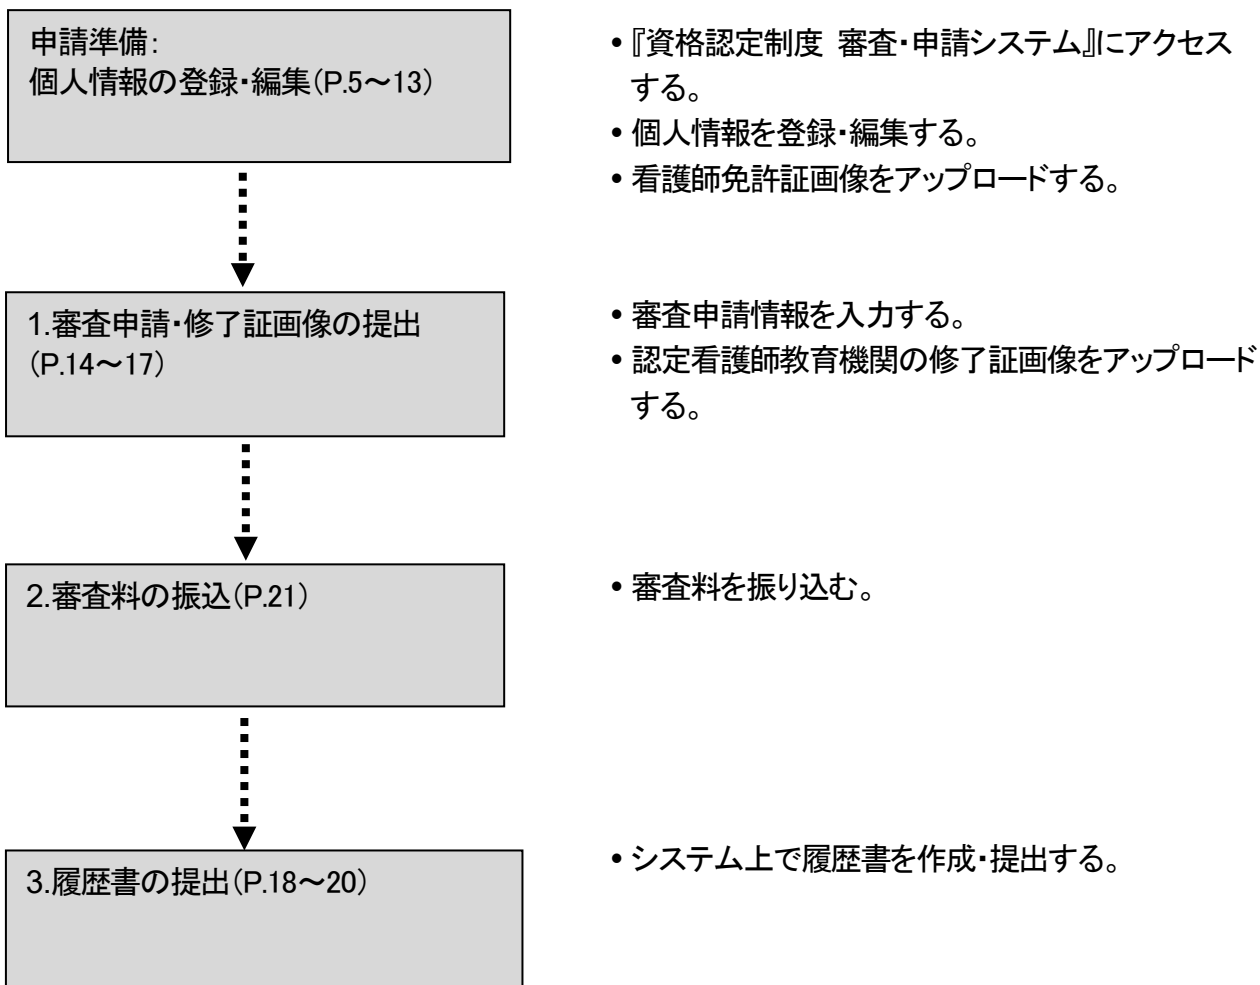 申請準備:
個人情報の登録・編集(P.5～13)
•『資格認定制度 審査・申請システム』にアクセス
する。
• 個人情報を登録・編集する。
• 看護師免許証画像をアップロードする。
1.審査申請・修了証画像の提出
(P.14～17)
• 審査申請情報を入力する。
• 認定看護師教育機関の修了証画像をアップロード
する。
2.審査料の振込(P.21)
• 審査料を振り込む。
3.履歴書の提出(P.18～20)
• システム上で履歴書を作成・提出する。